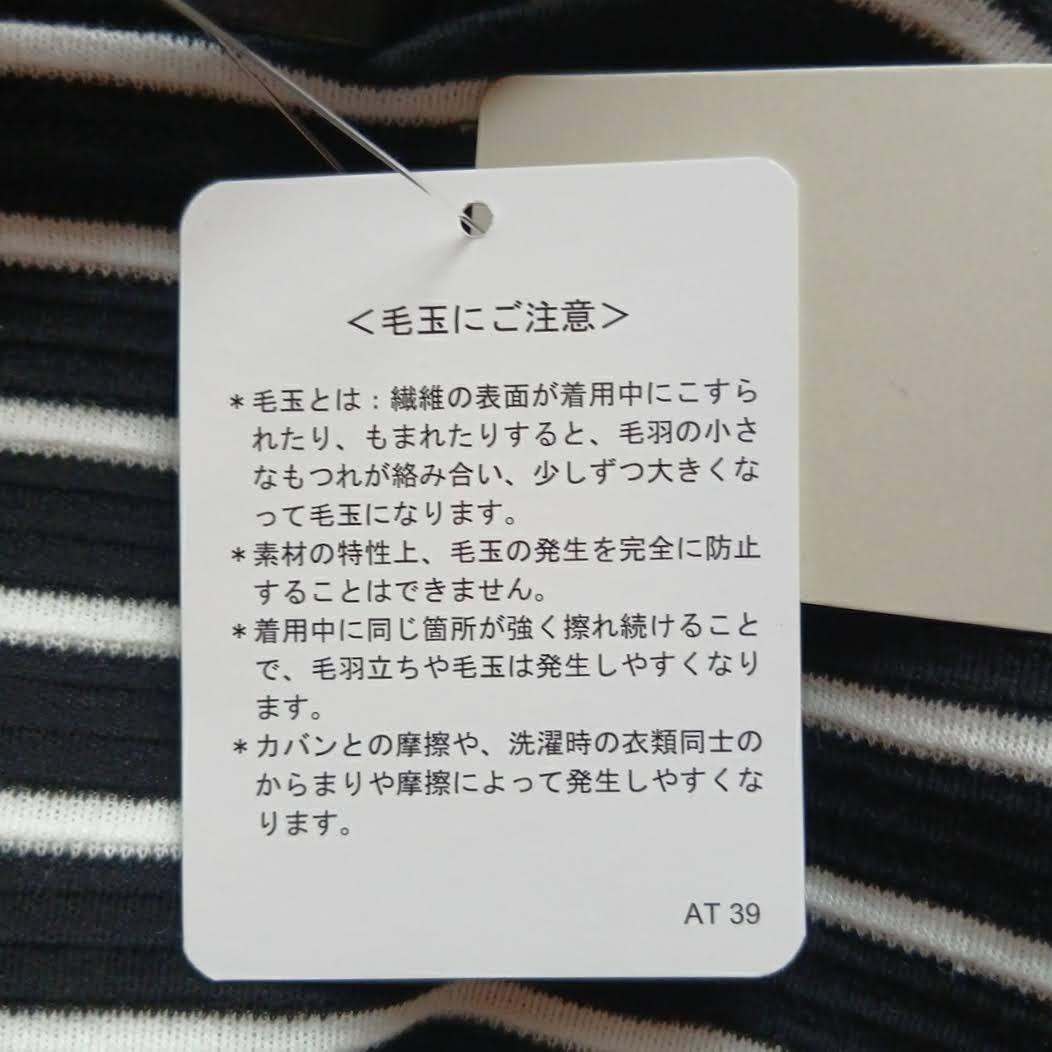 ＜毛玉にご注意＞
＊毛玉とは：繊維の表面が着用中にこすら
れたり、もまれたりすると、毛羽の小さ
なもつれが絡み合い、少しずつ大きくな
って毛玉になります。
＊素材の特性上、毛玉の発生を完全に防止
することはできません。
＊着用中に同じ箇所が強く擦れ続けること
で、毛羽立ちや毛玉は発生しやすくなり
ます。
＊カバンとの摩擦や、洗濯時の衣類同士の
からまりや摩擦によって発生しやすくな
ります。
AT 39